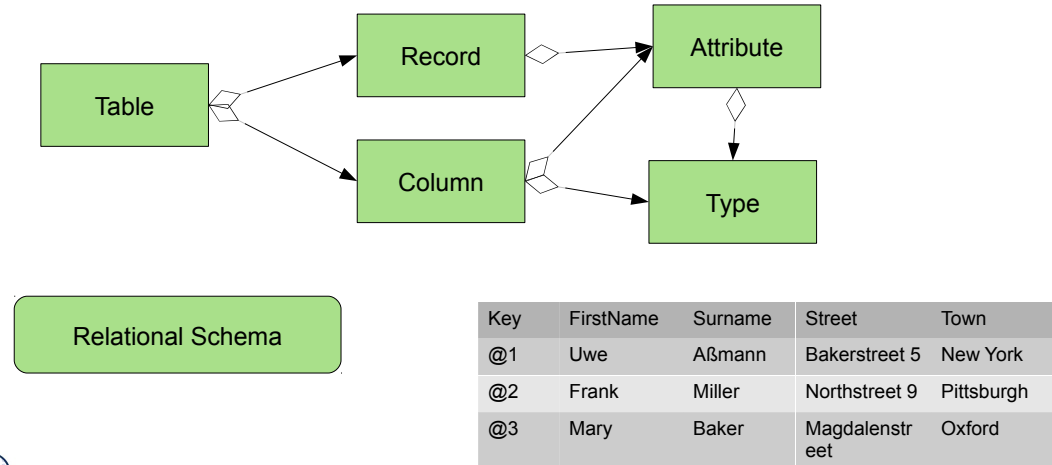 Record
Attribute
Table
Column
Type
Relational Schema
Key FirstName Surname Street Town
@1 Uwe Aßmann Bakerstreet 5 New York
@2 Frank Miller Northstreet 9 Pittsburgh
@3 Mary Baker Magdalenstr Oxford
eet